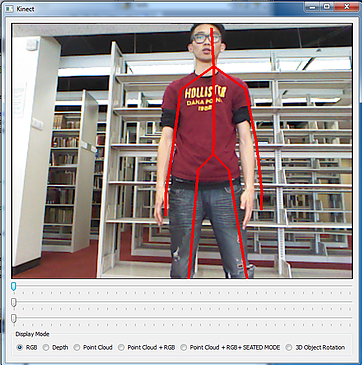 Kinect
HOLLISTER
DANA POINT
1922
Display Mode
RGB Depth Point Cloud Point Cloud + RGB Point Cloud + RGB + SEATED MODE 3D Object Rotation